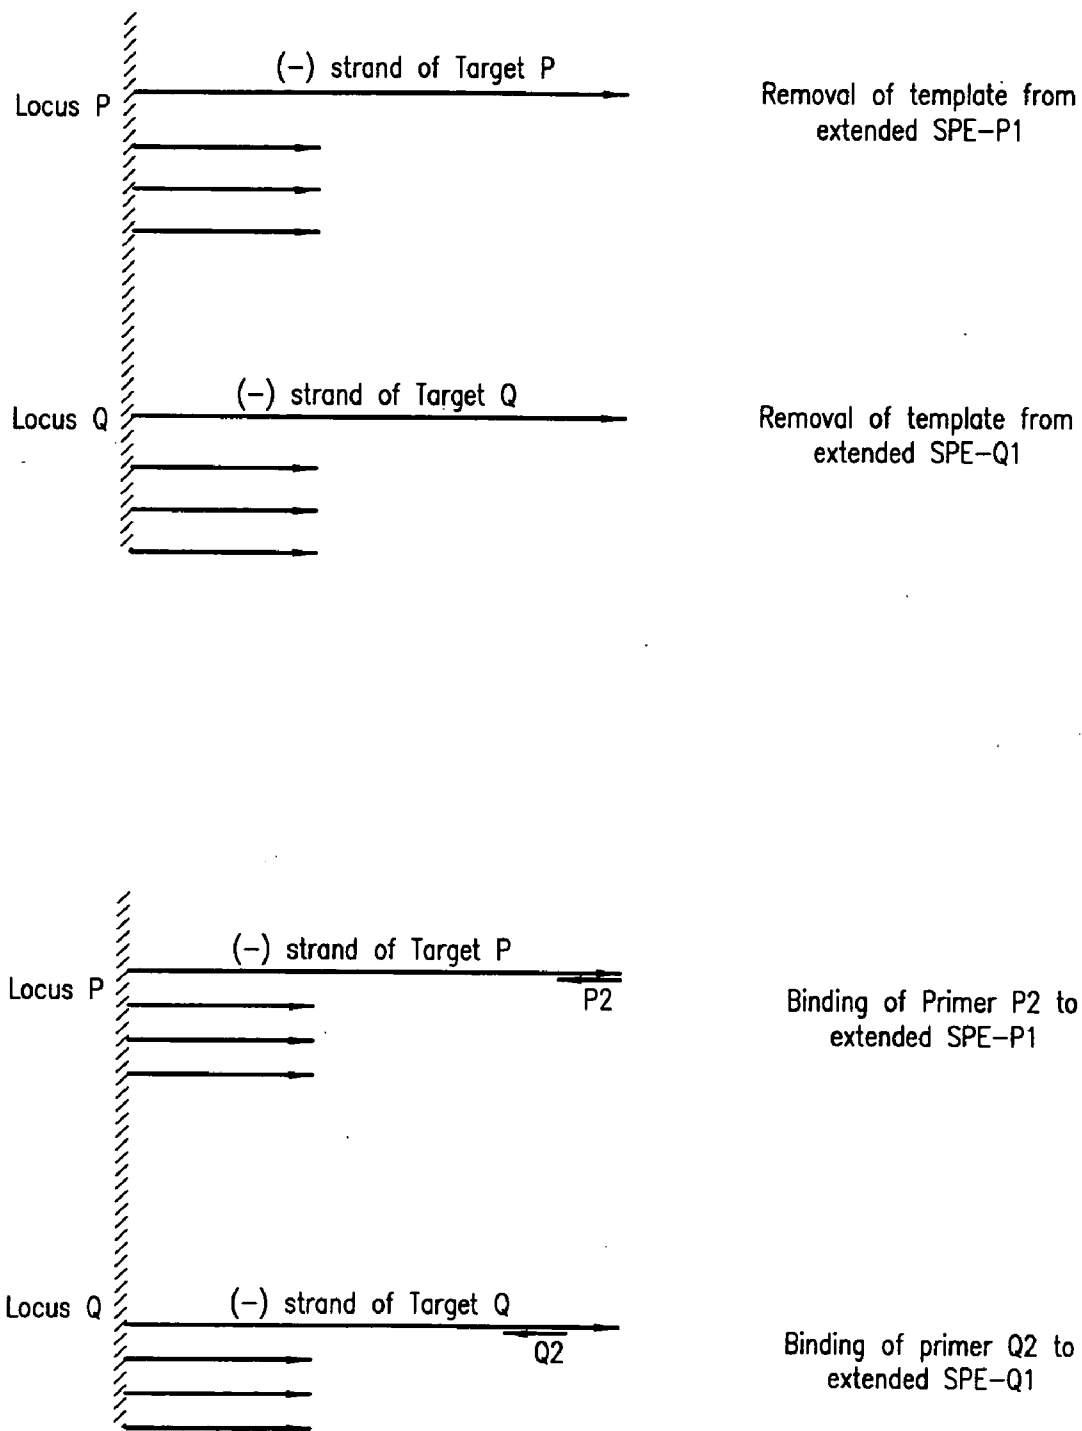 (-) strand of Target P
Locus P
Removal of template from
extended SPE-P1
(-) strand of Target Q
Locus Q
Removal of template from
extended SPE-Q1
(-) strand of Target P
Locus P
P2
Binding of Primer P2 to
extended SPE-P1
(-) strand of Target Q
Locus Q
Q2
Binding of primer Q2 to
extended SPE-Q1